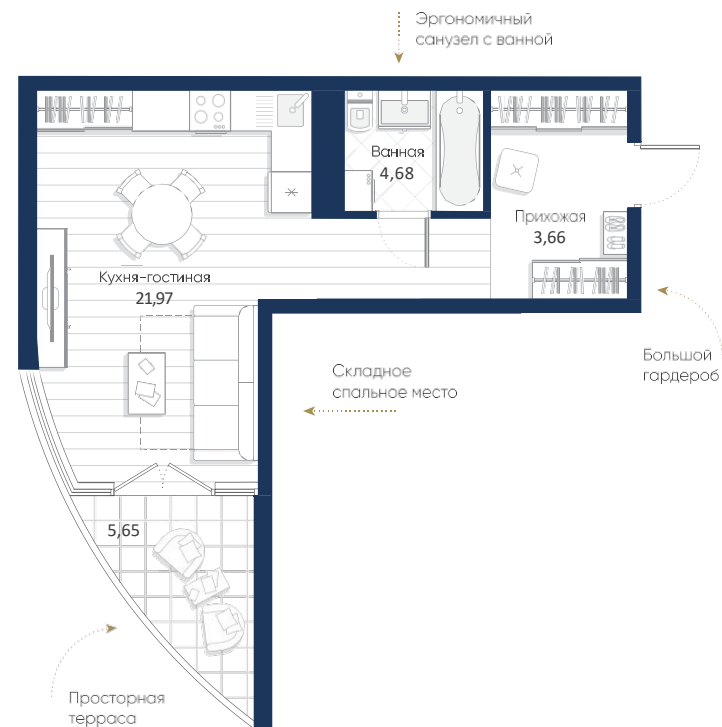 Эргономичный
санузел с ванной
Ванная
4,68
Прихожая
3,66
Кухня-гостиная
21,97
Большой
гардероб
Складное
спальное место
5,65
Просторная
терраса